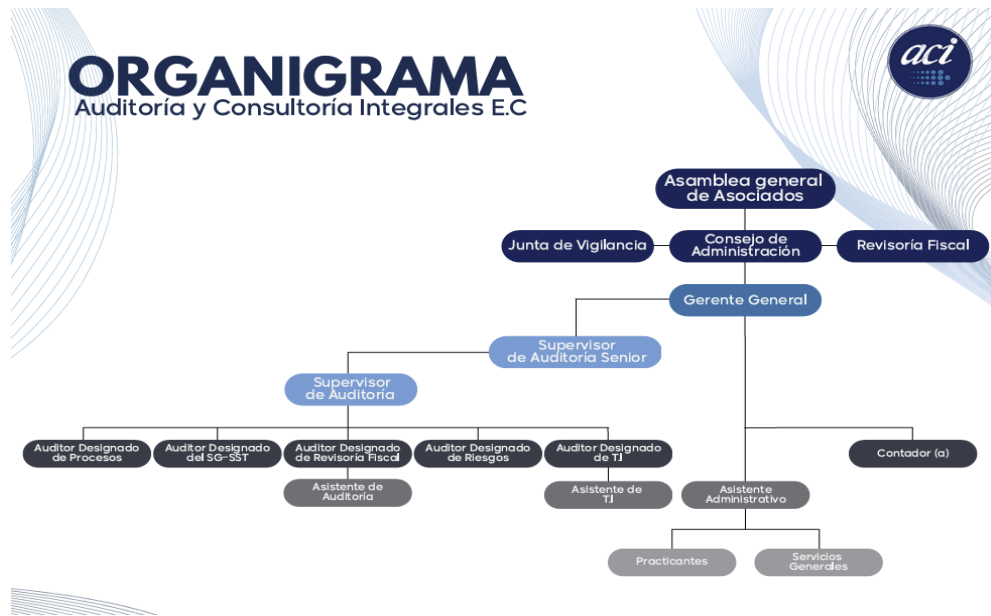 ORGANIGRAMA
Auditoría y Consultoría Integrales E.C
aci
Asamblea general
de Asociados
Junta de Vigilancia
Consejo de
Administración
Revisoría Fiscal
Gerente General
Supervisor
de Auditoría Senior
Supervisor
de Auditoría
Auditor Designado
de Procesos
Auditor Designado
del SG-SST
Auditor Designado
de Revisoría Fiscal
Auditor Designado
de Riesgos
Auditor Designado
de T.I
Contador (a)
Asistente de
Auditoría
Asistente de
T.I
Asistente
Administrativo
Practicantes
Servicios
Generales